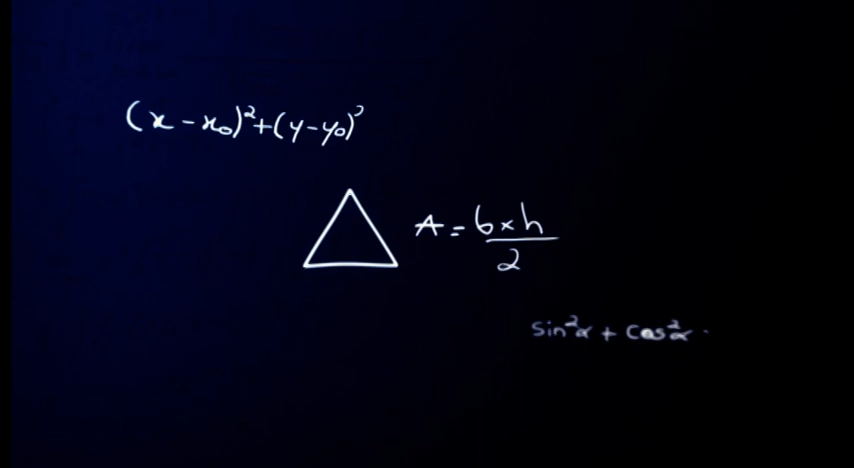 (x-x₀)²+(y-y₀)²
A = b×h/2
sin²α + cos²α